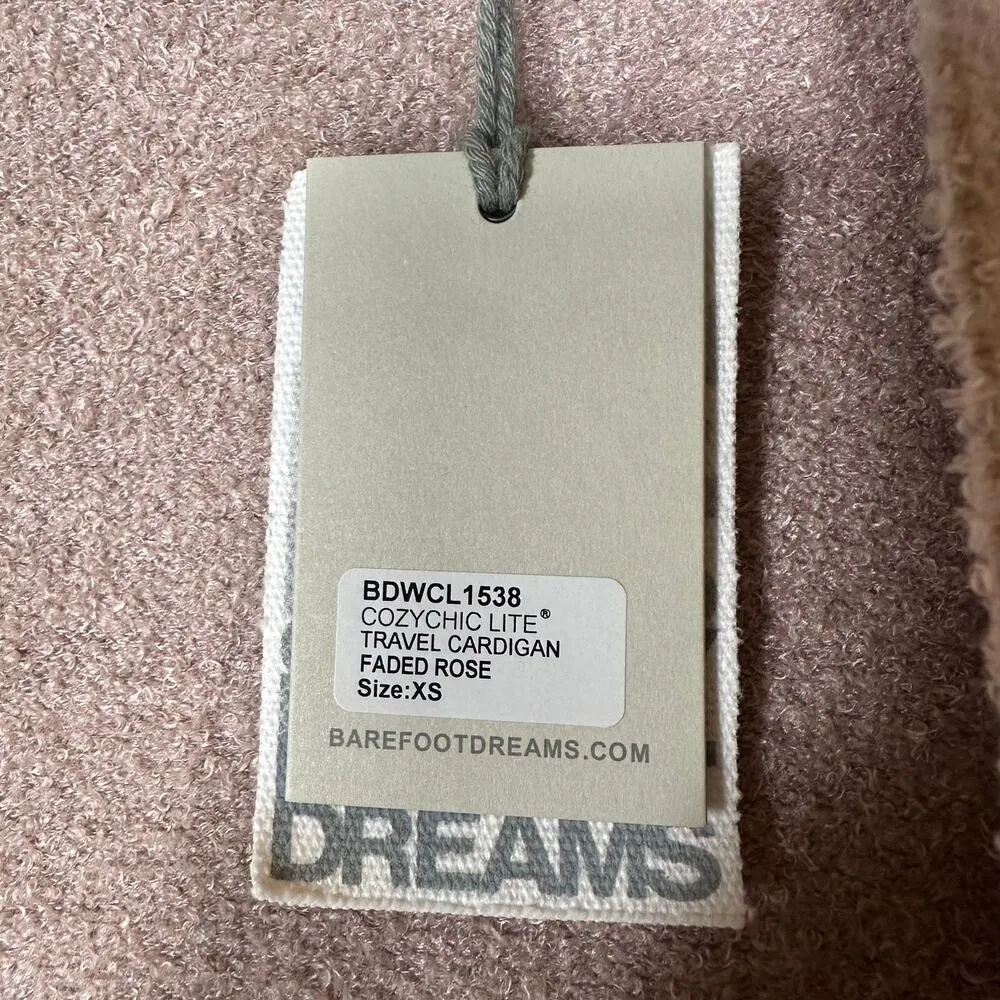 BDWCL1538
COZYCHIC LITE®
TRAVEL CARDIGAN
FADED ROSE
Size:XS
BAREFOOTDREAMS.COM
DREAMS